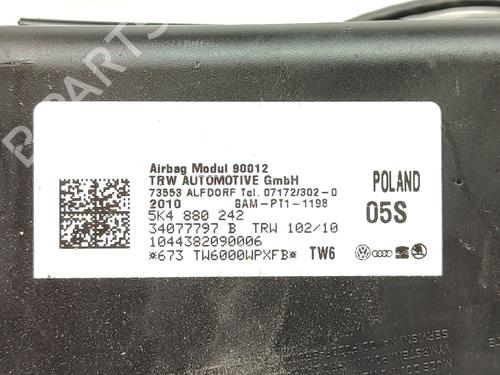 Airbag Modul 90012
TRW AUTOMOTIVE GmbH
73553 ALFDORF Tel. 07172/302-0
2010 BAM-PT1-1198
5K4 880 242
34077797 B TRW 102/10
1044382090006
*673 TW6000WPXFB* TW6
POLAND
05S
B-PARTS